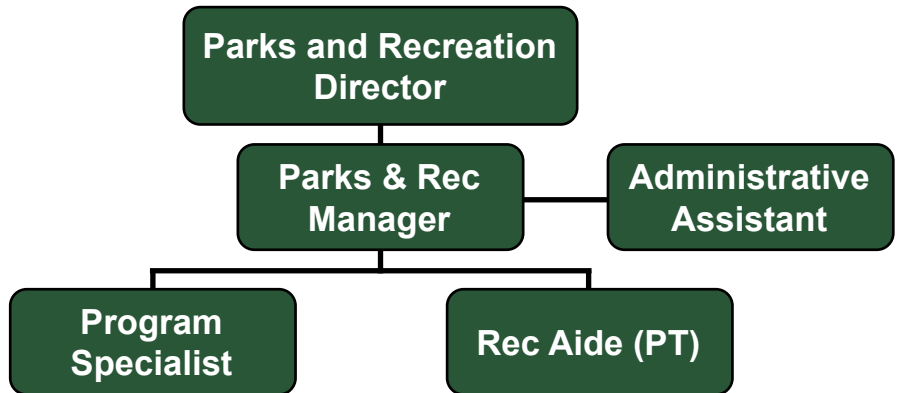 Parks and Recreation
Director
Parks & Rec
Manager
Administrative
Assistant
Program
Specialist
Rec Aide (PT)